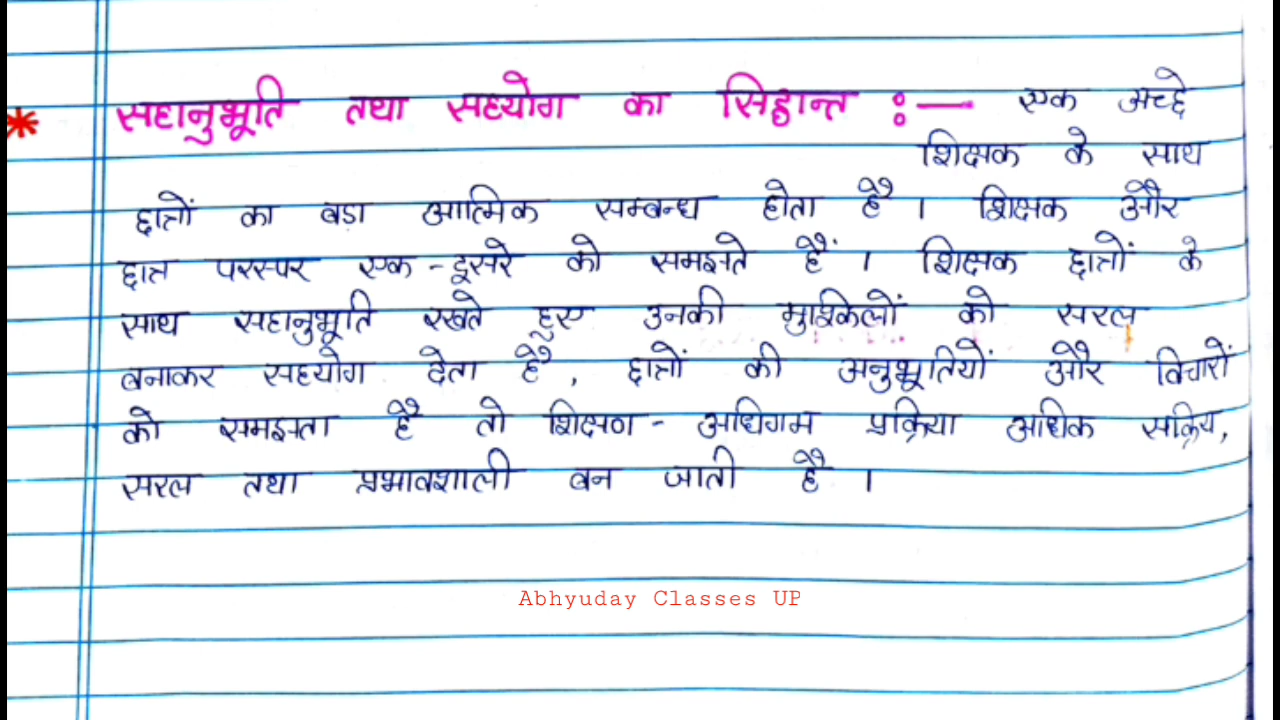 * सहानुभूति तथा सहयोग का सिद्धान्त :— एक अच्छे
शिक्षक के साथ
छात्रों का बड़ा आत्मिक सम्बन्ध होता है । शिक्षक और
छात्र परस्पर एक-दूसरे को समझते हैं । शिक्षक छात्रों के
साथ सहानुभूति रखते हुए उनकी मुश्किलों को सरल
बनाकर सहयोग देता है, छात्रों की अनुभूतियों और विचारों
को समझता है तो शिक्षण - अधिगम प्रक्रिया अधिक सक्रिय,
सरल तथा प्रभावशाली बन जाती है ।
Abhyuday Classes UP